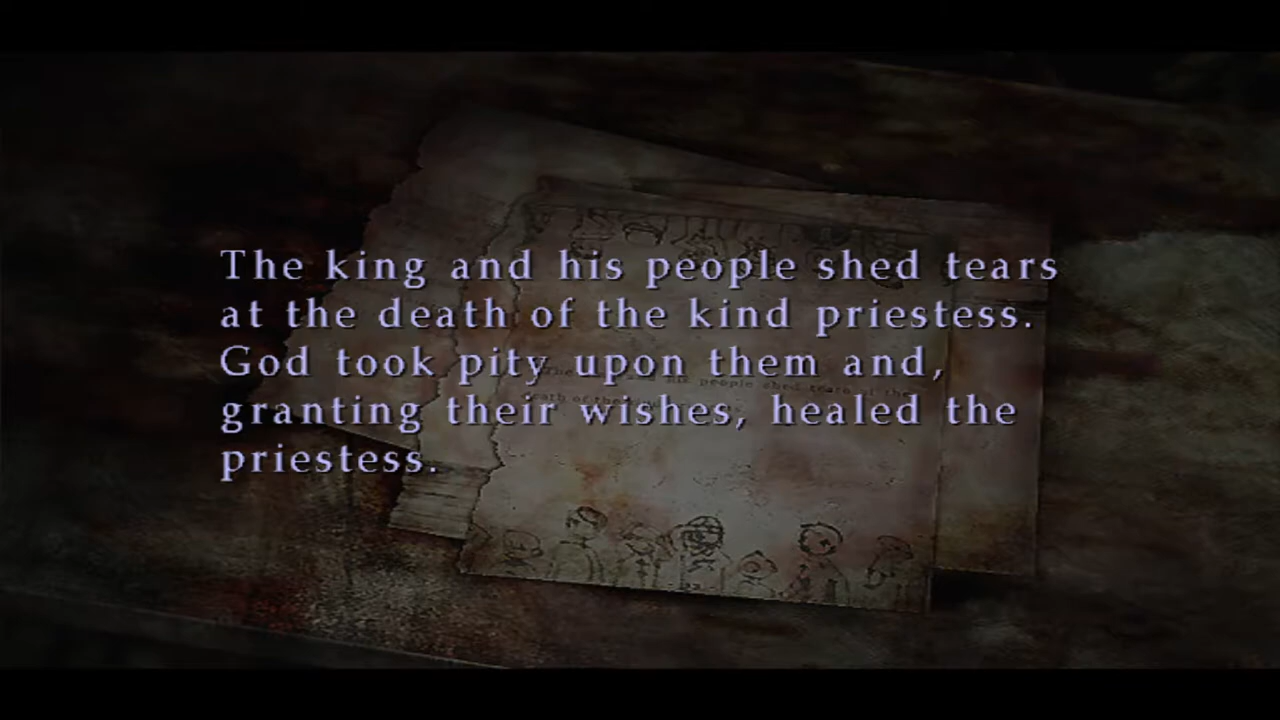 The king and his people shed tears
at the death of the kind priestess.
God took pity upon them and,
granting their wishes, healed the
priestess.